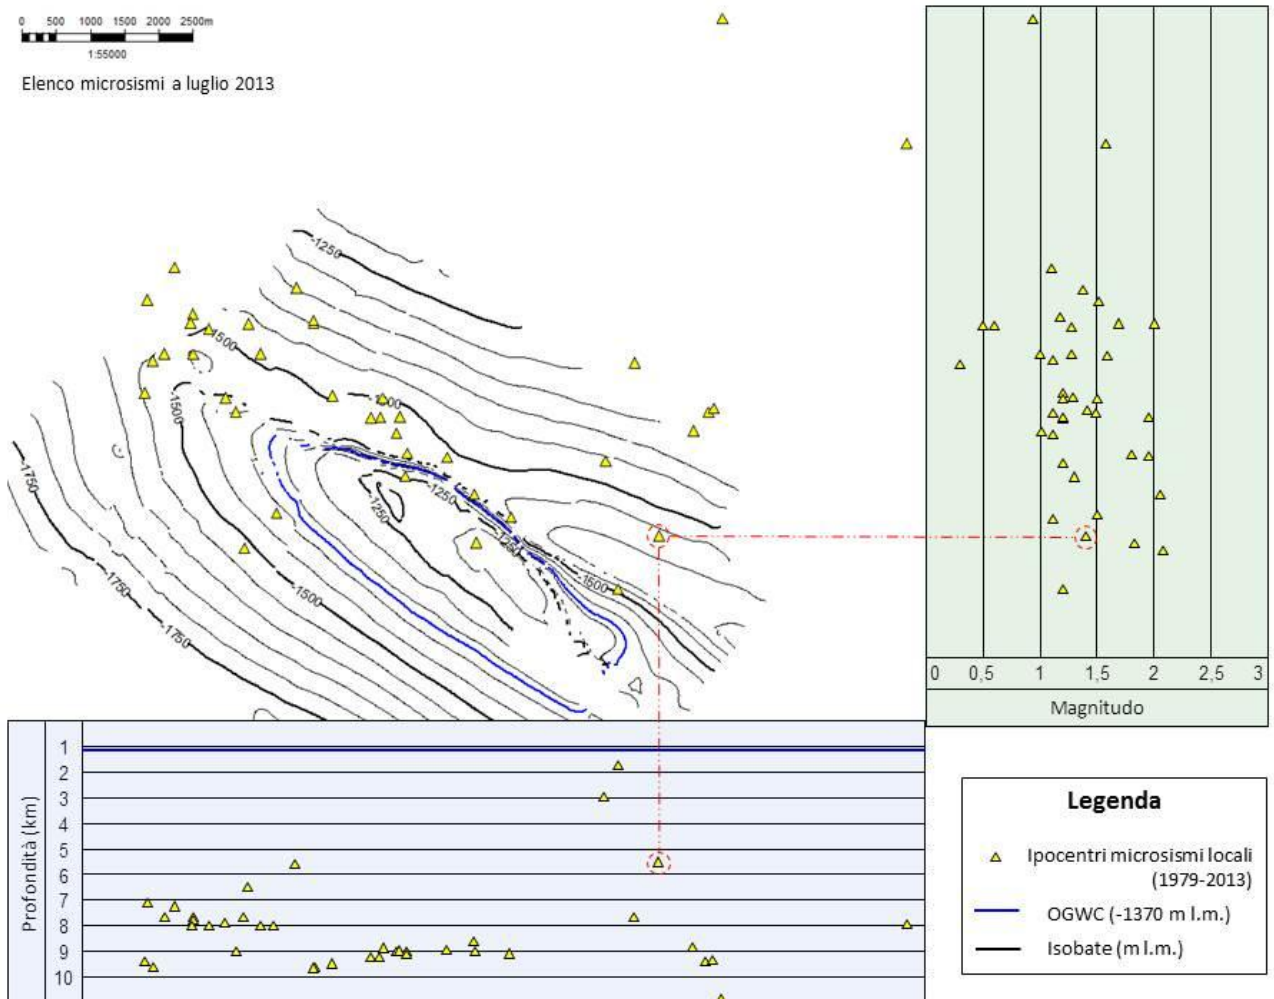 0 500 1000 1500 2000 2500m
1:55000
Elenco microsismi a luglio 2013
-1250
-1500
-1500
-1250
-1250
-1250
-1500
-1500
-1750
-1750
-1750
0 0,5 1 1,5 2 2,5 3
Magnitudo
Profondità (km)
1
2
3
4
5
6
7
8
9
10
Legenda
Ipocentri microsismi locali
(1979-2013)
OGWC (-1370 m l.m.)
Isobate (m l.m.)